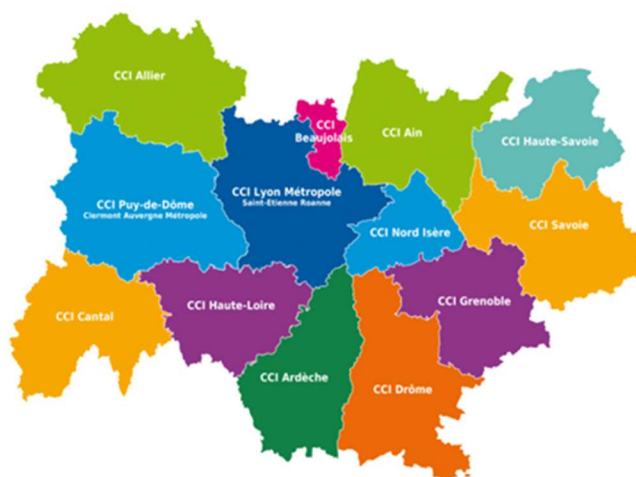 CCI Allier
CCI
Beaujolais
CCI Ain
CCI Haute-Savoie
CCI Puy-de-Dôme
Clermont Auvergne Métropole
CCI Lyon Métropole
Saint-Etienne Roanne
CCI Nord Isère
CCI Savoie
CCI Cantal
CCI Haute-Loire
CCI Grenoble
CCI Ardèche
CCI Drôme